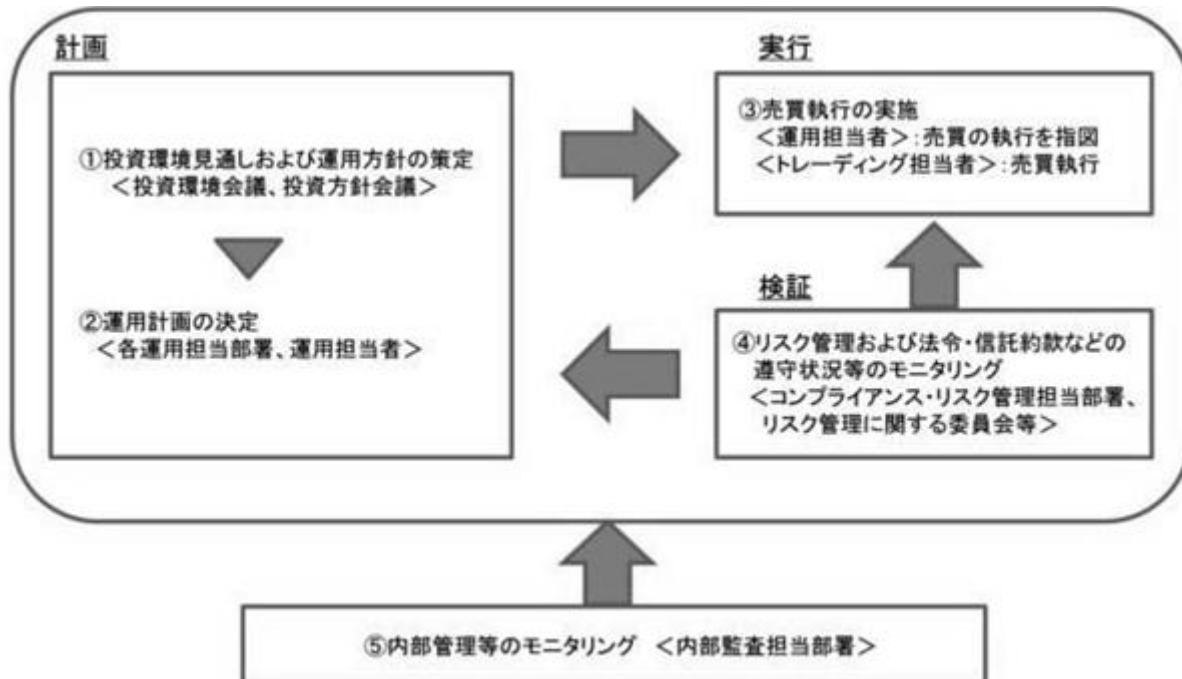 計画
①投資環境見通しおよび運用方針の策定
<投資環境会議、投資方針会議>
②運用計画の決定
<各運用担当部署、運用担当者>
実行
③売買執行の実施
<運用担当者>:売買の執行を指図
<トレーディング担当者>:売買執行
検証
④リスク管理および法令・信託約款などの
遵守状況等のモニタリング
<コンプライアンス・リスク管理担当部署、
リスク管理に関する委員会等>
⑤内部管理等のモニタリング <内部監査担当部署>